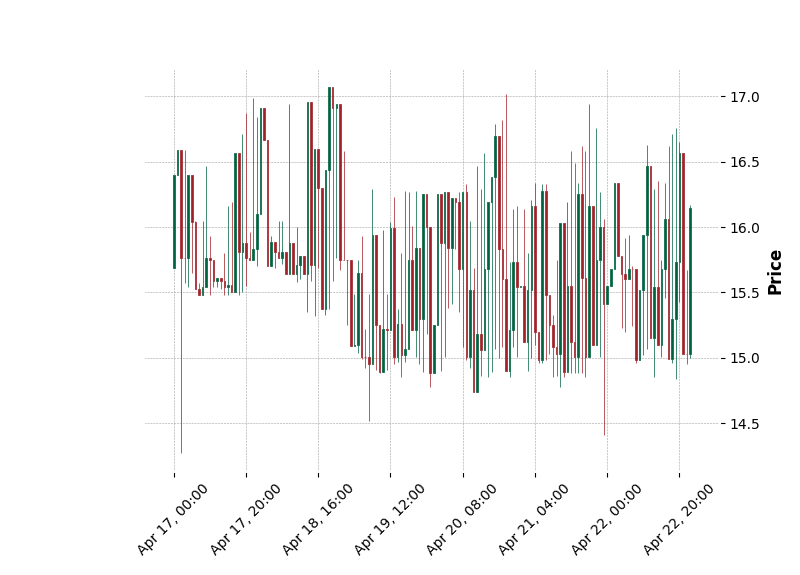 17.0
16.5
16.0
15.5
15.0
14.5
Price
Apr 17, 00:00
Apr 17, 20:00
Apr 18, 16:00
Apr 19, 12:00
Apr 20, 08:00
Apr 21, 04:00
Apr 22, 00:00
Apr 22, 20:00